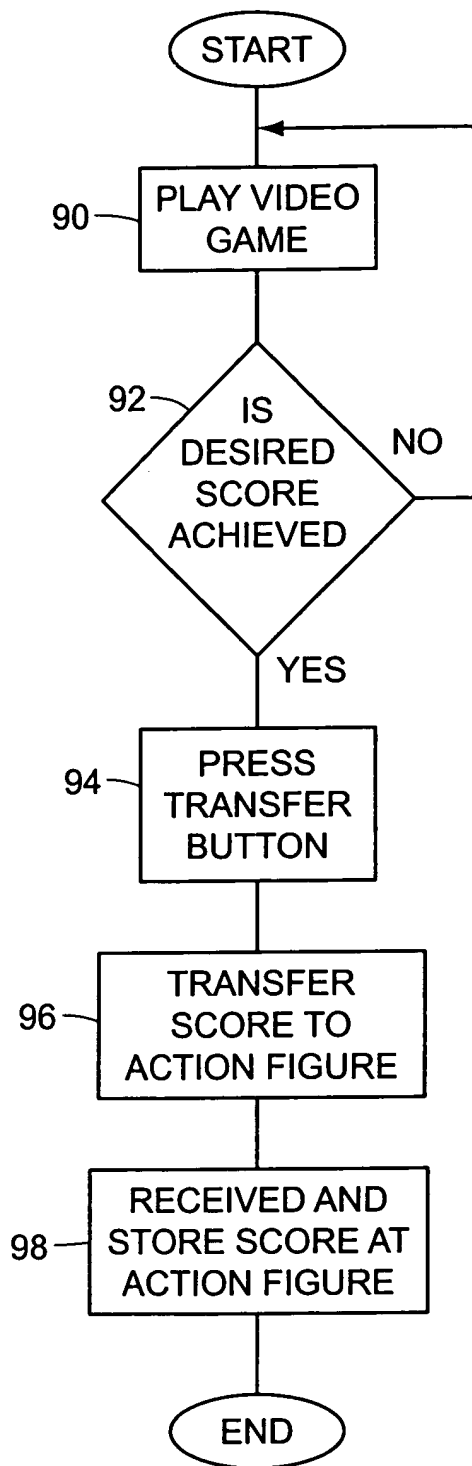 START
90
PLAY VIDEO
GAME
92
IS
DESIRED
SCORE
ACHIEVED
NO
YES
94
PRESS
TRANSFER
BUTTON
96
TRANSFER
SCORE TO
ACTION FIGURE
98
RECEIVED AND
STORE SCORE AT
ACTION FIGURE
END